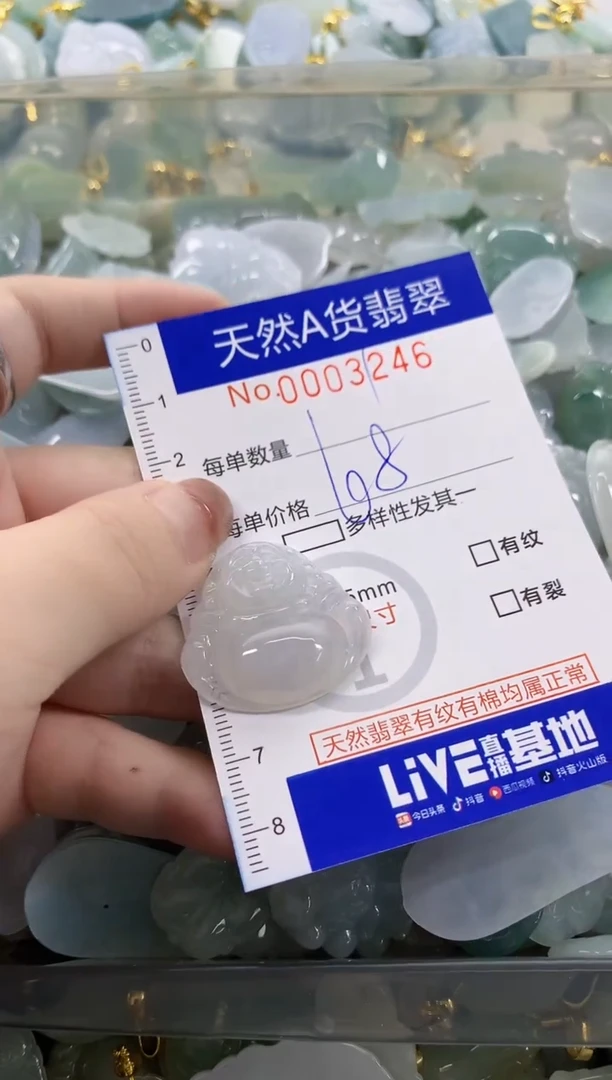 天然A货翡翠
No.0003246
0
1
2
每单数量
198
每单价格
多样性发其一
有纹
5mm
有裂
寸
1
天然翡翠有纹有棉均属正常
7
LiVE直播基地
8
今日头条 抖音 西瓜视频 抖音火山版